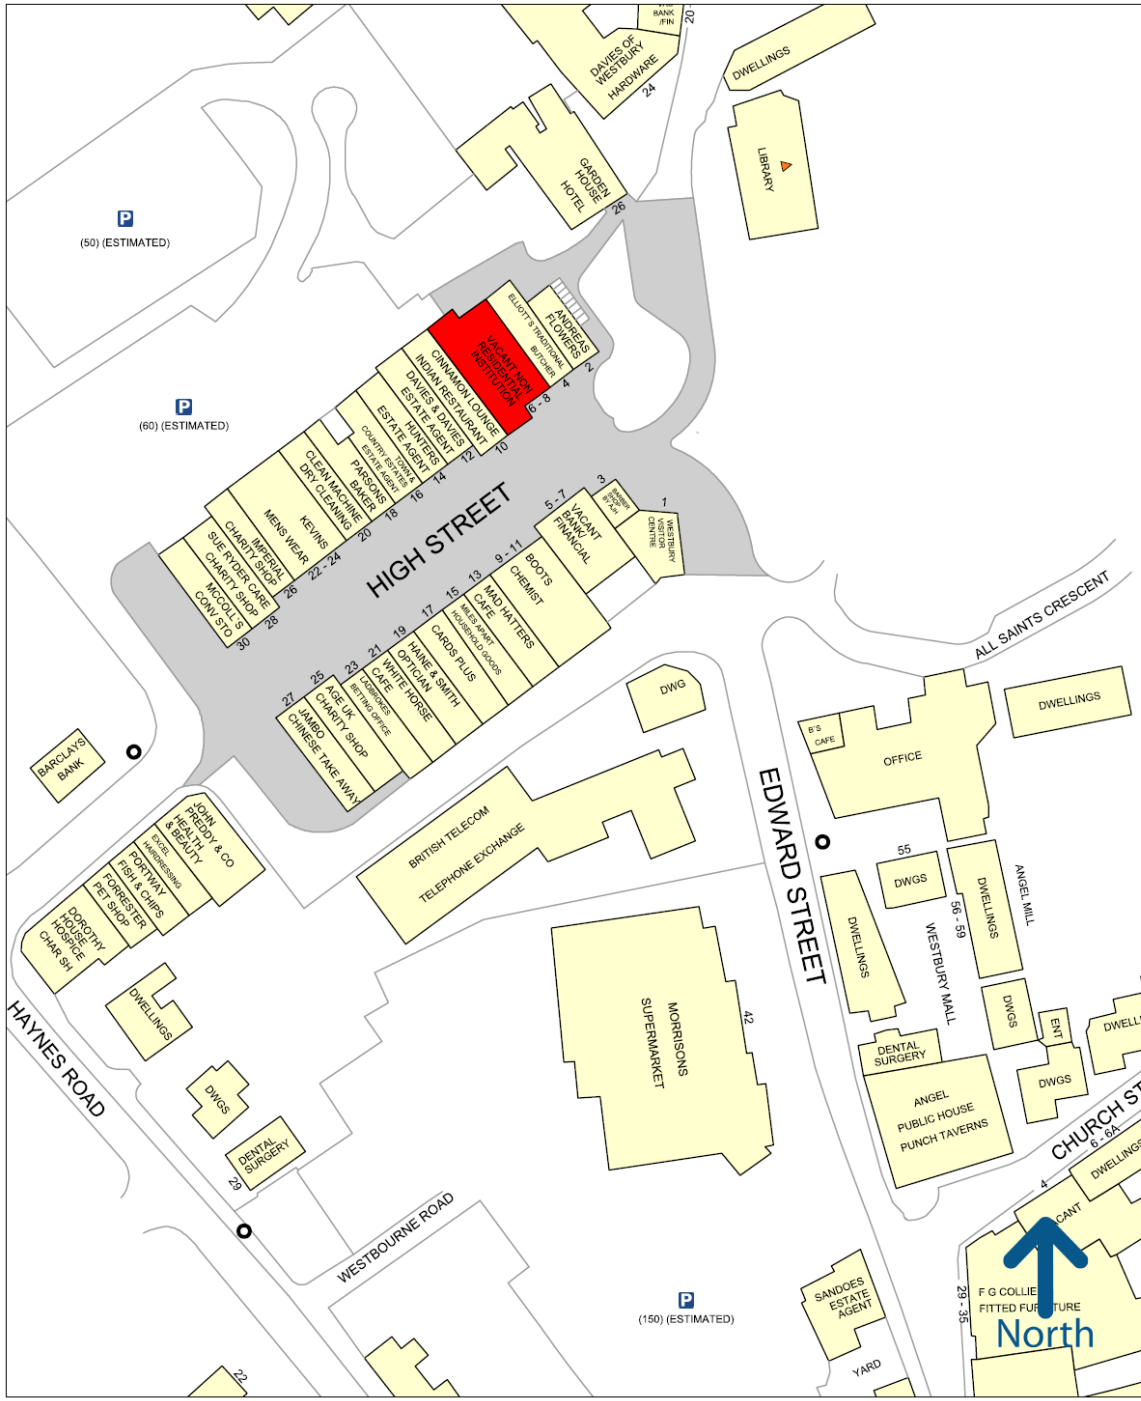 BANK
/FIN
20-
DAVIES OF
WESTBURY
HARDWARE
24
DWELLINGS
LIBRARY
GARDEN
HOUSE
HOTEL
26
P
(50) (ESTIMATED)
P
(60) (ESTIMATED)
ANDREAS
FLOWERS
2
ELLIOTT'S TRADITIONAL
BUTCHER
4
VACANT NON
RESIDENTIAL
INSTITUTION
6 - 8
CINNAMON LOUNGE
INDIAN RESTAURANT
10
DAVIES & DAVIES
ESTATE AGENT
12
HUNTERS
ESTATE AGENT
14
TOWN &
COUNTRY ESTATES
ESTATE AGENT
16
PARSONS
BAKER
18
CLEAN MACHINE
DRY CLEANING
20
KEVINS
MENS WEAR
22 - 24
IMPERIAL
CHARITY SHOP
26
SUE RYDER CARE
CHARITY SHOP
28
MCCOLL'S
CONV STO
30
HIGH STREET
1
WESTBURY
VISITOR
CENTRE
3
BARBER
SHOP
BY AJH
5 - 7
VACANT
BANK/
FINANCIAL
9 - 11
BOOTS
CHEMIST
13
MAD HATTERS
CAFE
15
MILES APART
HOUSEHOLD GOODS
17
CARDS PLUS
19
HAINE & SMITH
OPTICIAN
21
WHITE HORSE
CAFE
23
LADBROKES
BETTING OFFICE
25
AGE UK
CHARITY SHOP
27
JAMBO
CHINESE TAKE AWAY
ALL SAINTS CRESCENT
DWG
DWELLINGS
B'S
CAFE
OFFICE
BARCLAYS
BANK
JOHN
PREDDY & CO
HEALTH
& BEAUTY
EXCEL
HAIRDRESSING
PORTWAY
FISH & CHIPS
FORRESTER
PET SHOP
DOROTHY
HOUSE
HOSPICE
CHAR SH
BRITISH TELECOM
TELEPHONE EXCHANGE
EDWARD STREET
55
DWGS
56 - 59
DWELLINGS
ANGEL MILL
DWELLINGS
WESTBURY MALL
DWGS
ENT
DWGS
DWELLI
DENTAL
SURGERY
ANGEL
PUBLIC HOUSE
PUNCH TAVERNS
MORRISONS
SUPERMARKET
42
DWELLINGS
DWGS
HAYNES ROAD
DENTAL
SURGERY
29
WESTBOURNE ROAD
CHURCH ST
6 - 6A
DWELLINGS
4
ACANT
F G COLLIE
FITTED FURNITURE
29 - 35
North
P
(150) (ESTIMATED)
SANDOES
ESTATE
AGENT
YARD
22